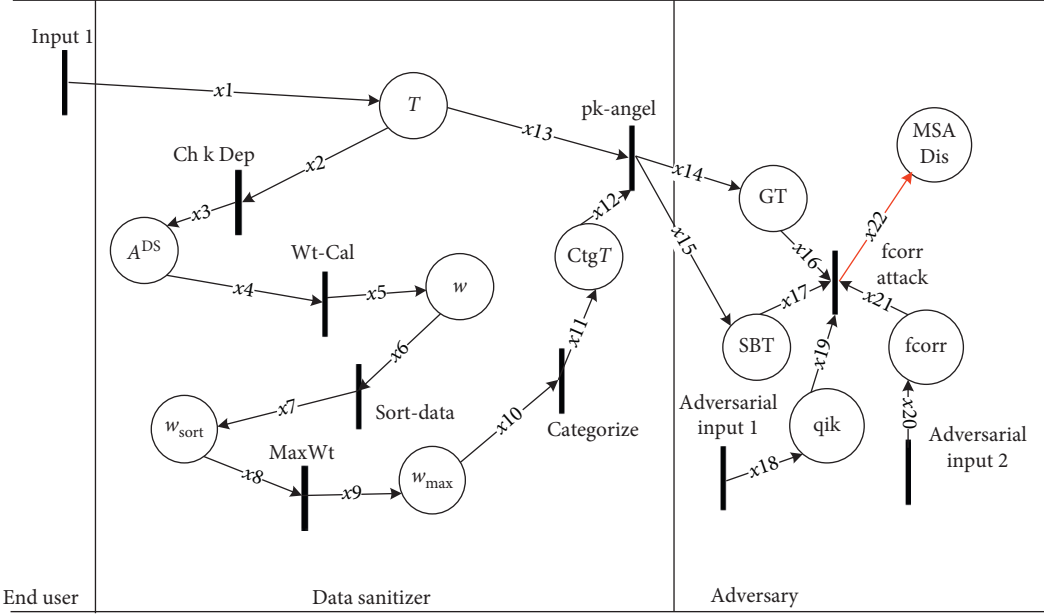 Input 1
x1
T
pk-angel
x13
MSA
Dis
Ch k Dep
x2
x14
GT
x3
x12
x22
A^DS
Wt-Cal
CtgT
x15
x16
fcorr
attack
x4
x5
w
x17
x21
x6
x11
SBT
x19
fcorr
x7
Sort-data
x10
Categorize
Adversarial
input 1
qik
x20
Adversarial
input 2
w_sort
MaxWt
x8
x9
w_max
x18
End user
Data sanitizer
Adversary